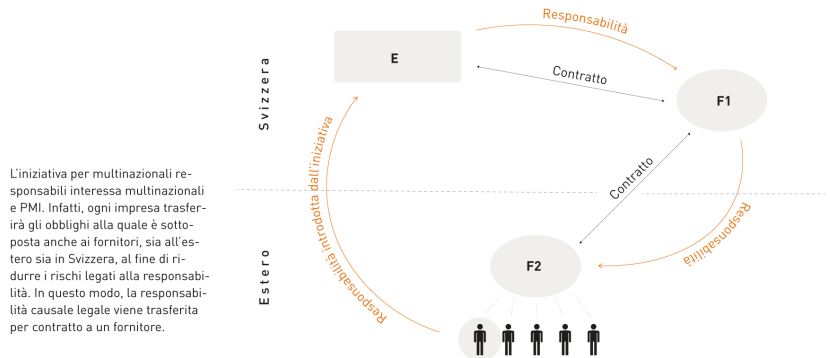 Responsabilità
E
Contratto
F1
Svizzera
L'iniziativa per multinazionali re-
sponsabili interessa multinazionali
e PMI. Infatti, ogni impresa trasfer-
irà gli obblighi alla quale è sotto-
posta anche ai fornitori, sia all'es-
tero sia in Svizzera, al fine di ri-
durre i rischi legati alla responsabi-
lità. In questo modo, la responsabi-
lità causale legale viene trasferita
per contratto a un fornitore.
Responsabilità introdotta dall'iniziativa
Contratto
Responsabilità
Estero
F2